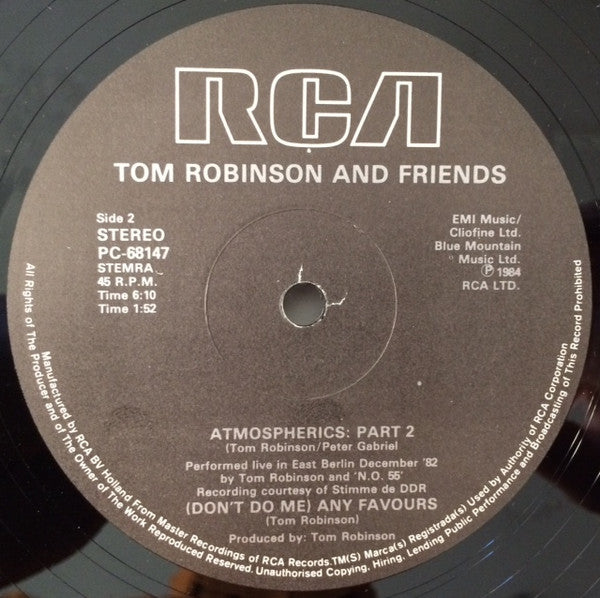 RCA
TOM ROBINSON AND FRIENDS
Side 2
STEREO
PC-68147
STEMRA
45 R.P.M.
Time 6:10
Time 1:52
EMI Music/
Cliofine Ltd.
Blue Mountain
Music Ltd.
Ⓟ 1984
RCA LTD.
ATMOSPHERICS: PART 2
(Tom Robinson/Peter Gabriel
Performed live in East Berlin December '82
by Tom Robinson and 'N.O. 55'
Recording courtesy of Stimme de DDR
(DON'T DO ME) ANY FAVOURS
(Tom Robinson)
Produced by: Tom Robinson
Manufactured by RCA BV Holland From Master Recordings of RCA Records.TM(S) Marca(s) Registrada(s) Used by Authority of RCA Corporation
All Rights of The Producer and of The Owner of The Work Reproduced Reserved. Unauthorised Copying, Hiring, Lending Public Performance and Broadcasting of This Record Prohibited